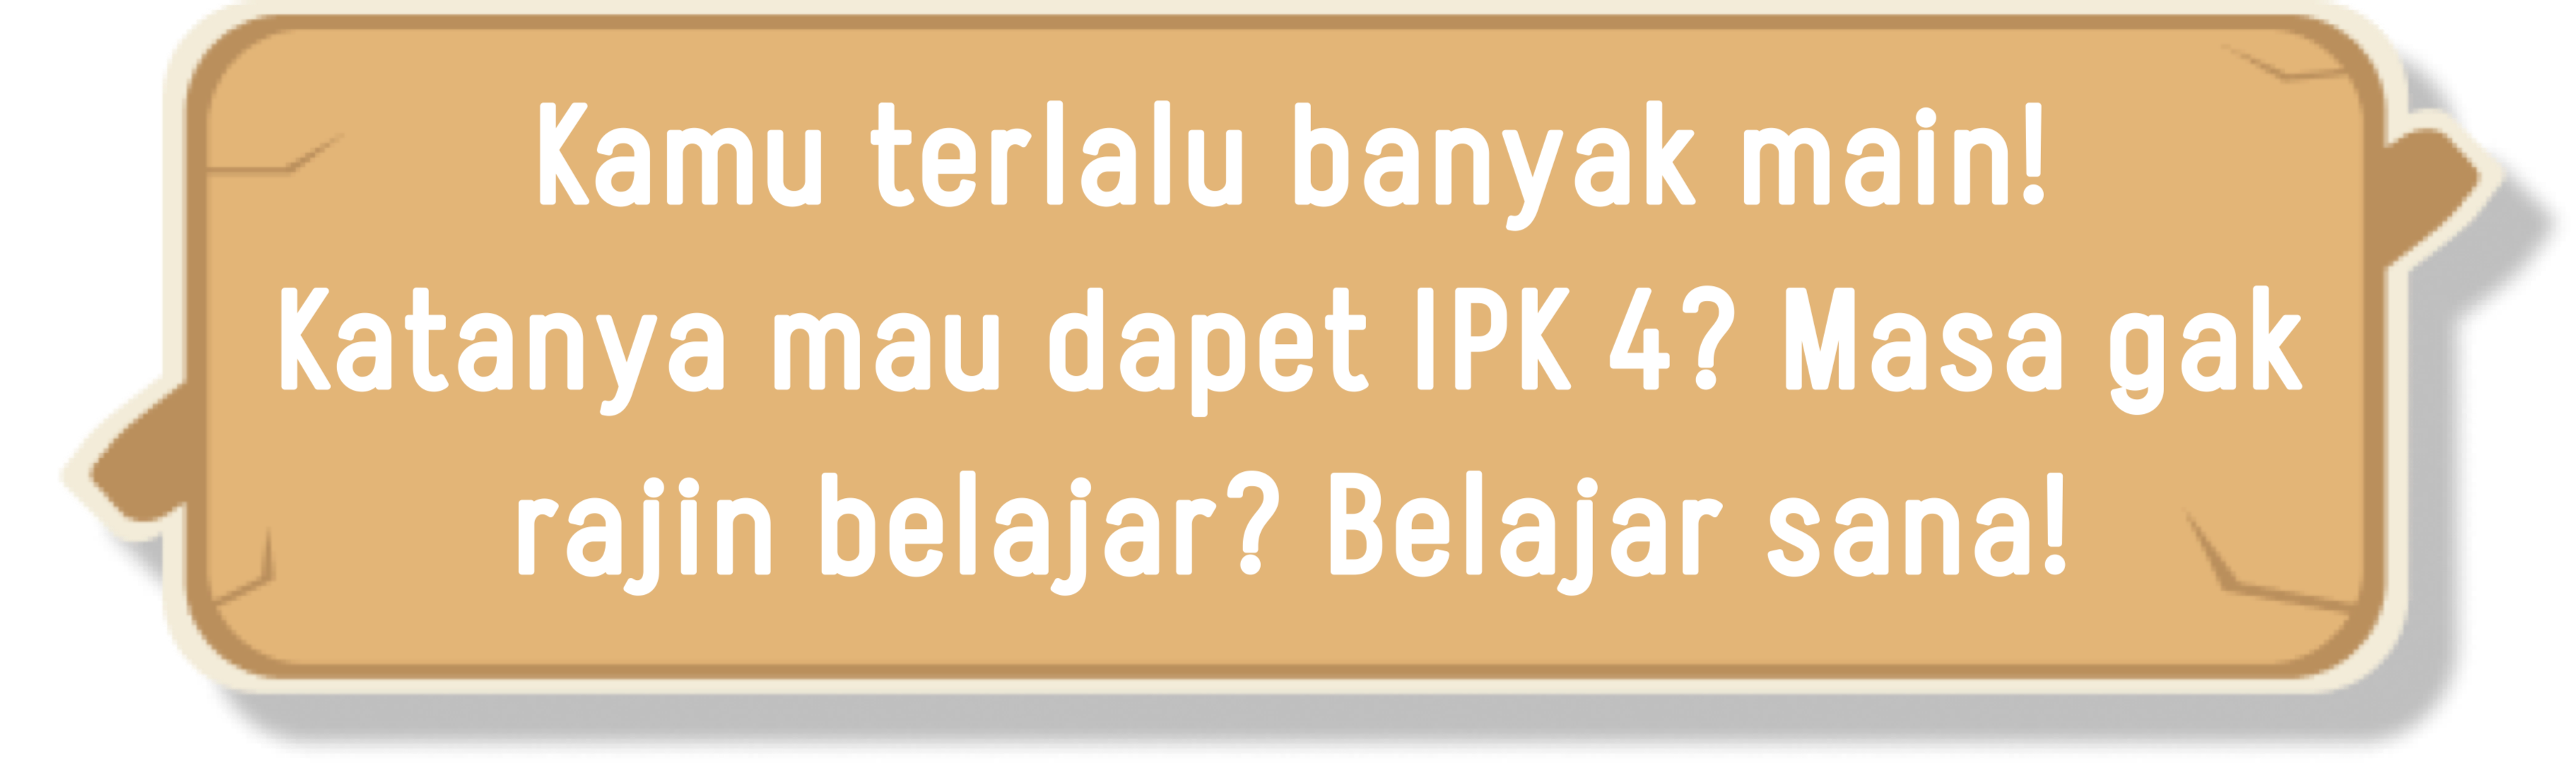 Kamu terlalu banyak main!
Katanya mau dapet IPK 4? Masa gak
rajin belajar? Belajar sana!